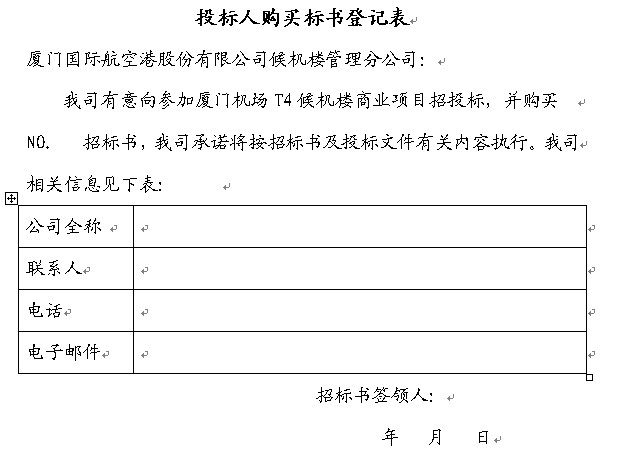 投标人购买标书登记表
厦门国际航空港股份有限公司候机楼管理分公司：
我司有意向参加厦门机场 T4 候机楼商业项目招投标，并购买
NO. 招标书，我司承诺将按招标书及投标文件有关内容执行。我司
相关信息见下表：
公司全称
联系人
电话
电子邮件
招标书签领人：
年 月 日